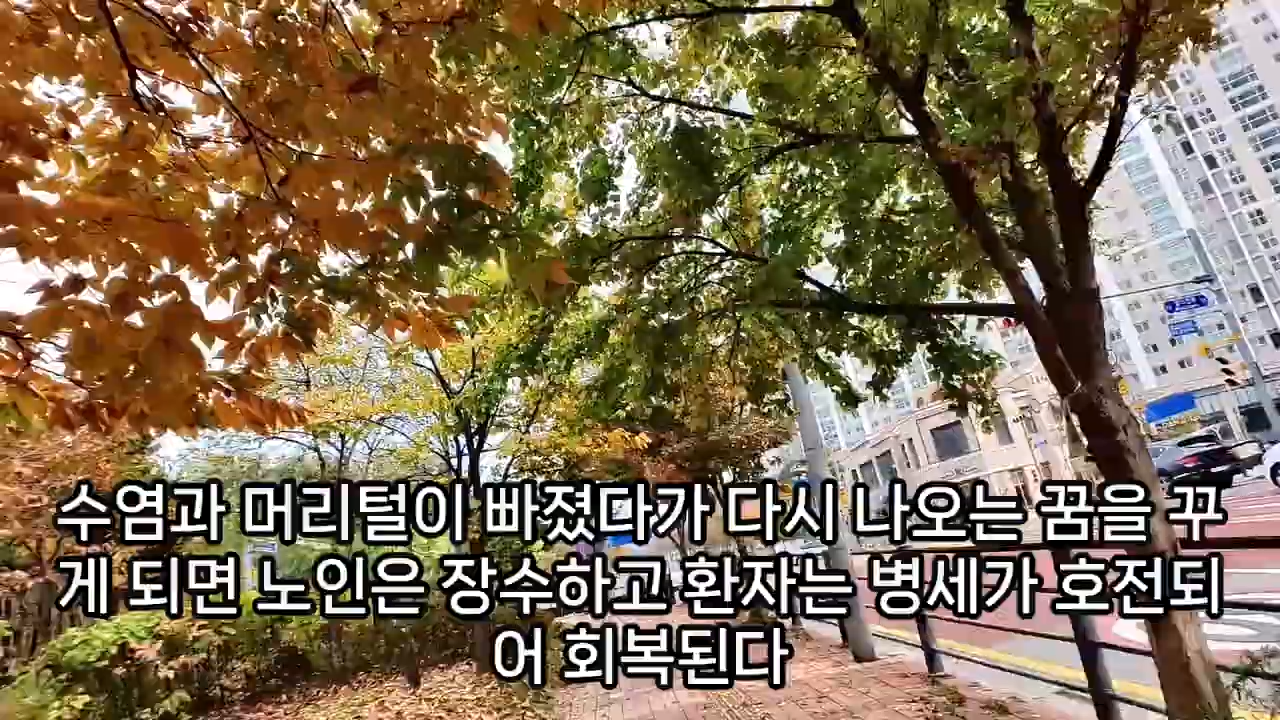 수염과 머리털이 빠졌다가 다시 나오는 꿈을 꾸
게 되면 노인은 장수하고 환자는 병세가 호전되
어 회복된다